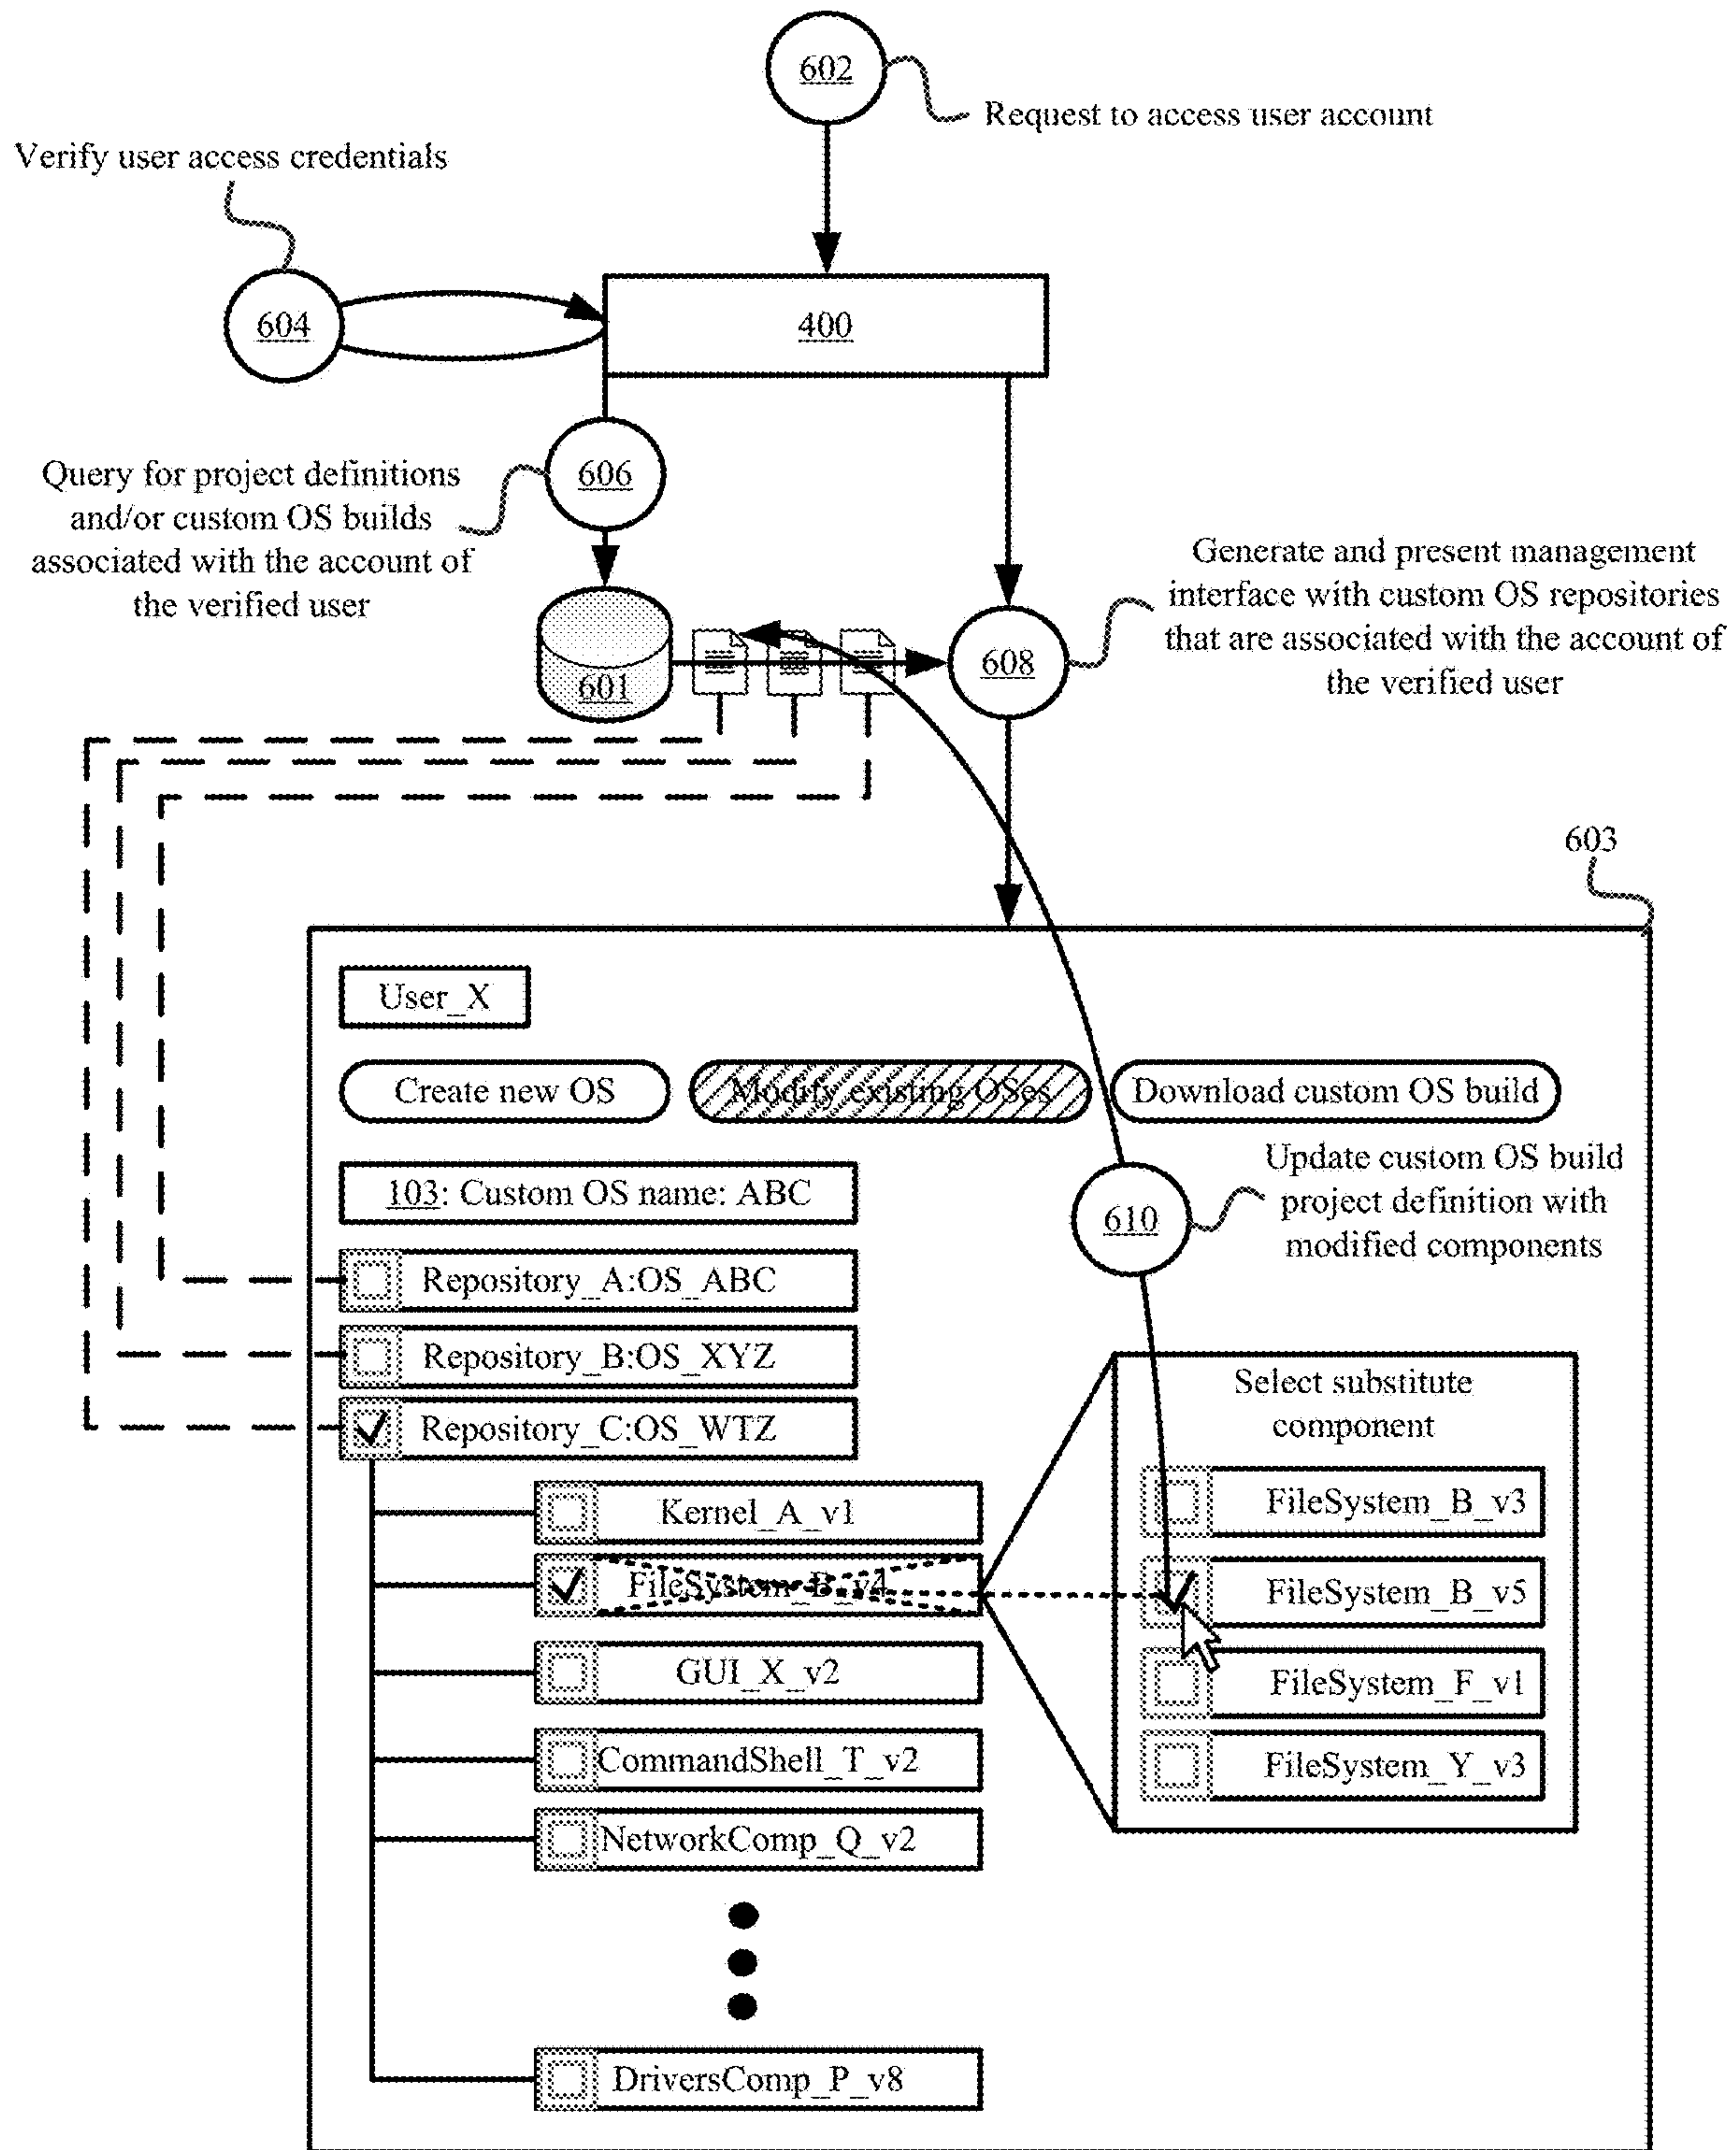 602
Request to access user account
Verify user access credentials
604
400
606
Query for project definitions
and/or custom OS builds
associated with the account of
the verified user
601
608
Generate and present management
interface with custom OS repositories
that are associated with the account of
the verified user
603
User_X
Create new OS
Modify existing OSes
Download custom OS build
103: Custom OS name: ABC
610
Update custom OS build
project definition with
modified components
Repository_A:OS_ABC
Repository_B:OS_XYZ
Repository_C:OS_WTZ
Select substitute
component
Kernel_A_v1
FileSystem_B_v4
GUI_X_v2
CommandShell_T_v2
NetworkComp_Q_v2
DriversComp_P_v8
FileSystem_B_v3
FileSystem_B_v5
FileSystem_F_v1
FileSystem_Y_v3